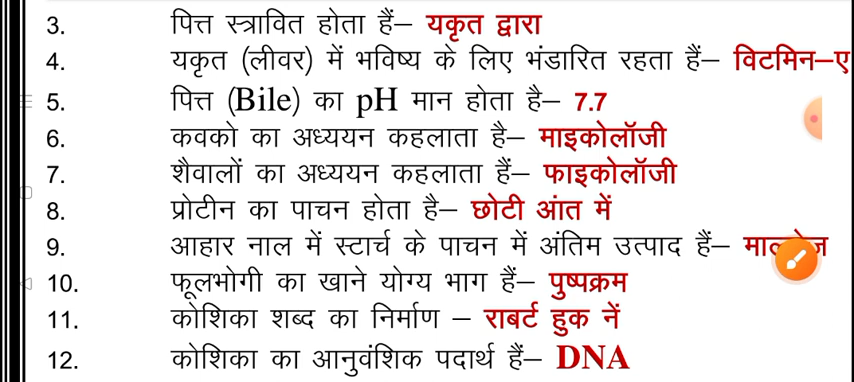 3. पित्त स्त्रावित होता हैं– यकृत द्वारा
4. यकृत (लीवर) में भविष्य के लिए भंडारित रहता हैं– विटमिन–ए
5. पित्त (Bile) का pH मान होता है– 7.7
6. कवको का अध्ययन कहलाता है– माइकोलॉजी
7. शैवालों का अध्ययन कहलाता हैं– फाइकोलॉजी
8. प्रोटीन का पाचन होता है– छोटी आंत में
9. आहार नाल में स्टार्च के पाचन में अंतिम उत्पाद हैं–
10. फूलभोगी का खाने योग्य भाग हैं– पुष्पक्रम
11. कोशिका शब्द का निर्माण – राबर्ट हुक नें
12. कोशिका का आनुवंशिक पदार्थ हैं– DNA